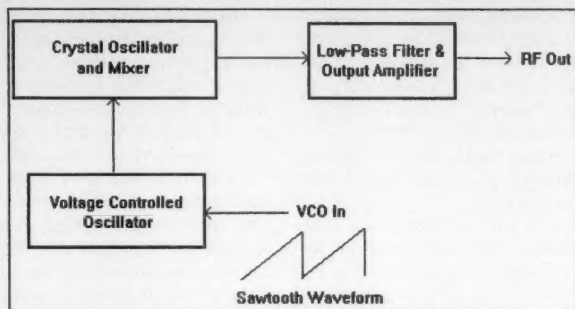 Crystal Oscillator
and Mixer
Low-Pass Filter &
Output Amplifier
RF Out
Voltage Controlled
Oscillator
VCO In
Sawtooth Waveform